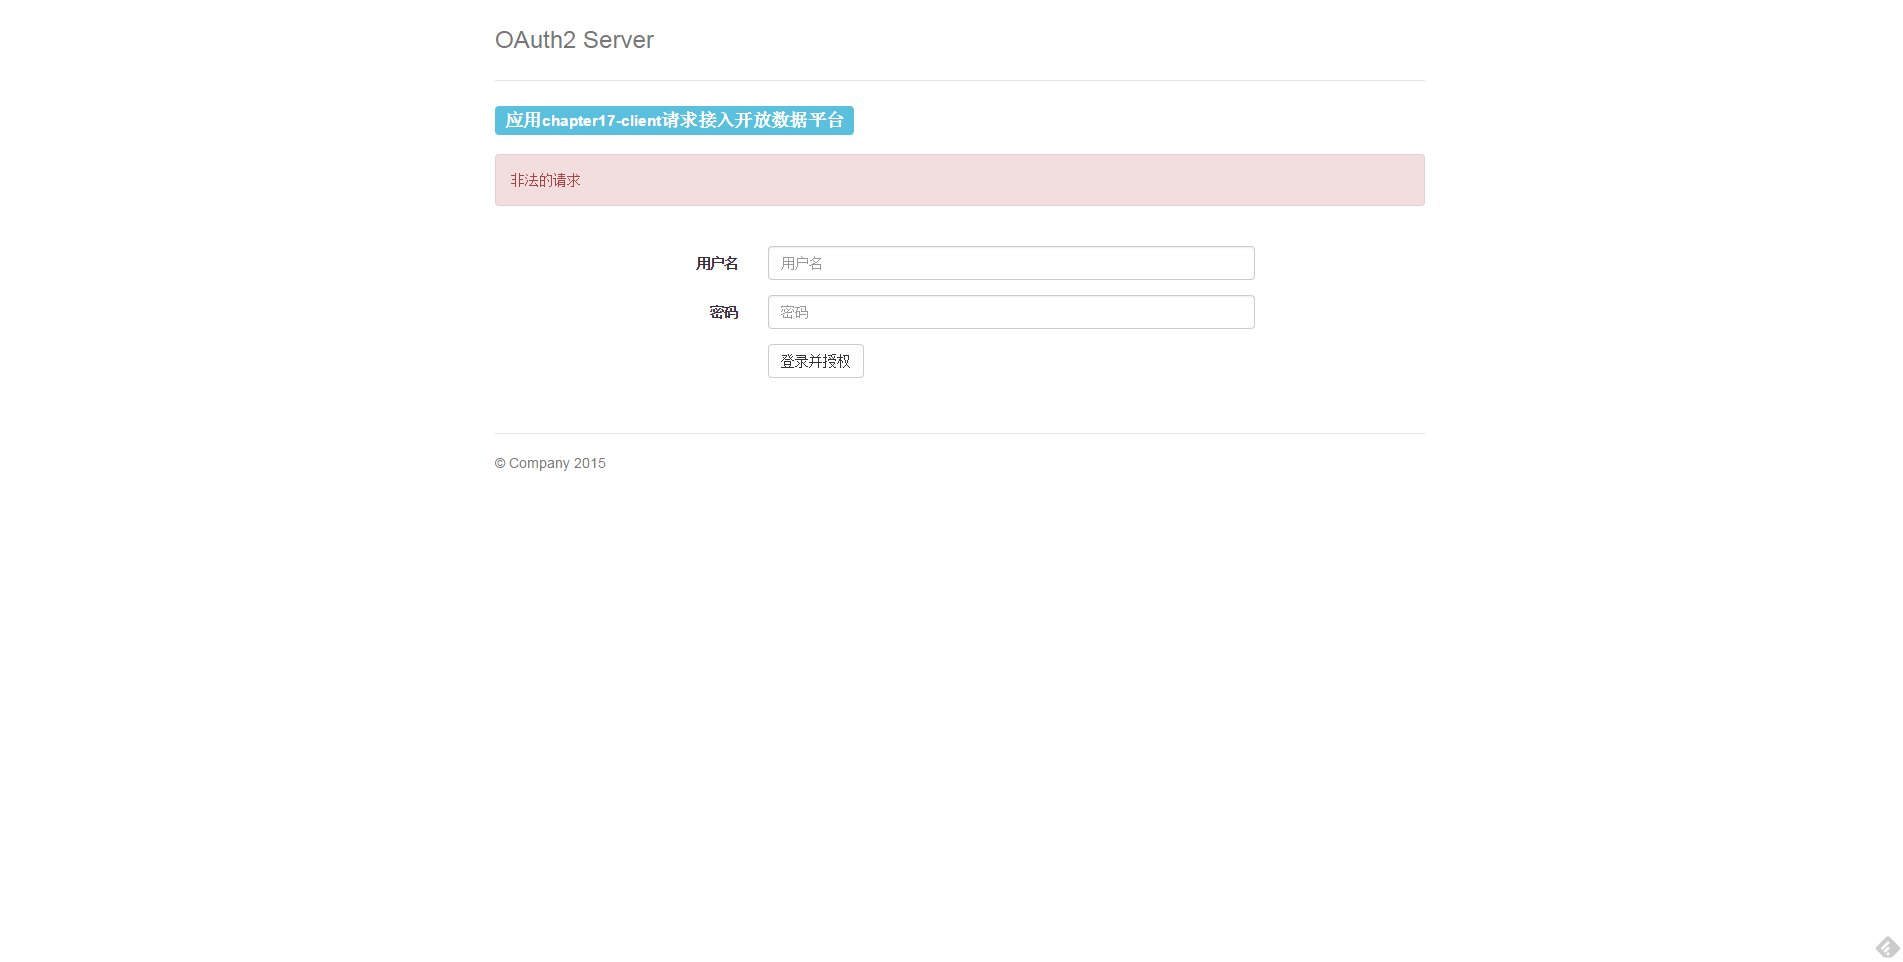 OAuth2 Server
应用chapter17-client请求接入开放数据平台
非法的请求
用户名 用户名
密码 密码
登录并授权
© Company 2015